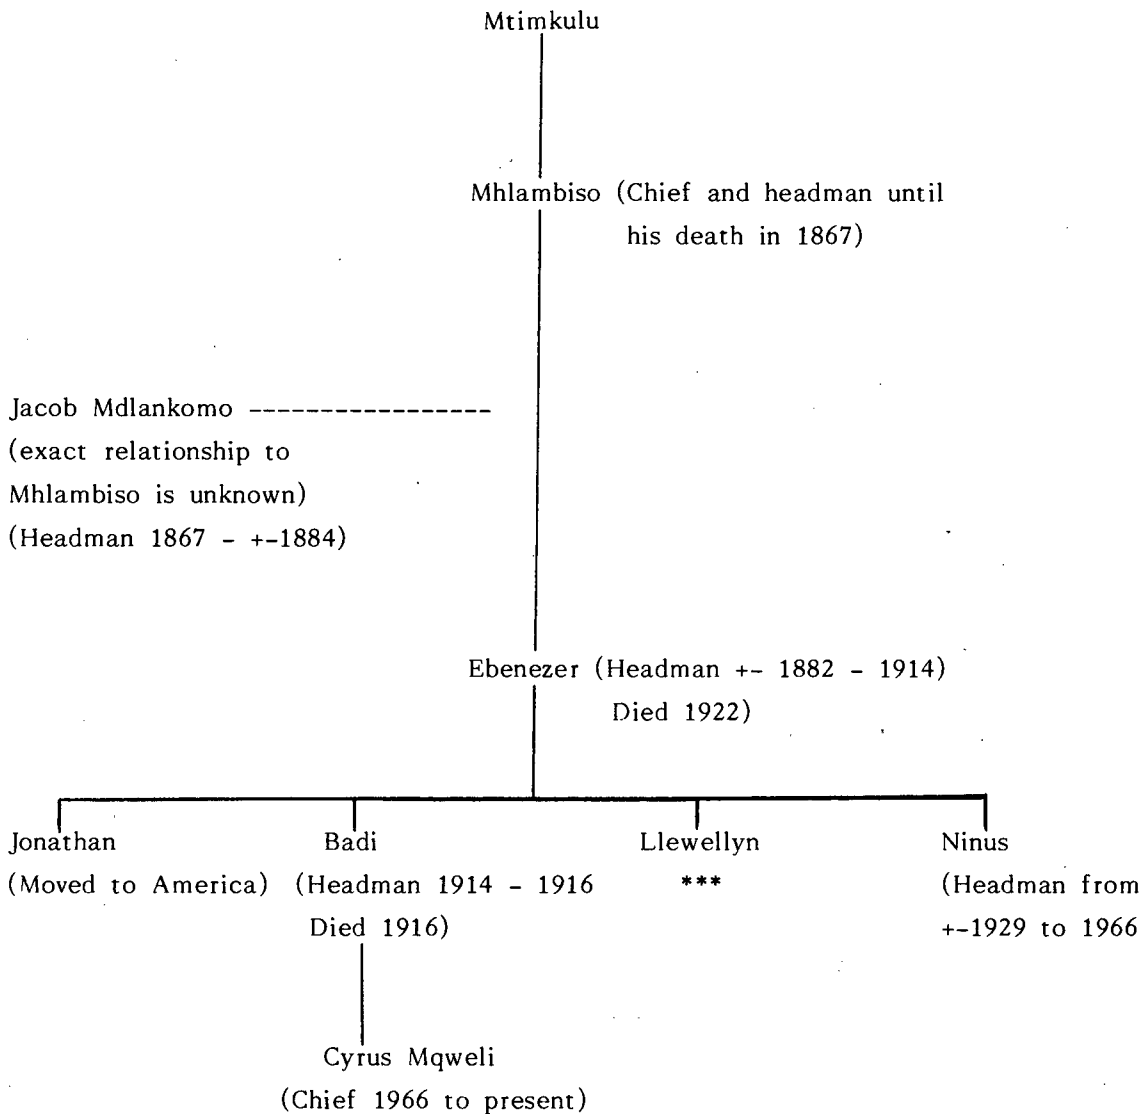 Mtimkulu
Mhlambiso (Chief and headman until
his death in 1867)
Jacob Mdlankomo ----------------
(exact relationship to
Mhlambiso is unknown)
(Headman 1867 - +-1884)
Ebenezer (Headman +- 1882 - 1914)
Died 1922)
Jonathan
(Moved to America)
Badi
(Headman 1914 - 1916
Died 1916)
Llewellyn
***
Ninus
(Headman from
+-1929 to 1966
Cyrus Mqweli
(Chief 1966 to present)